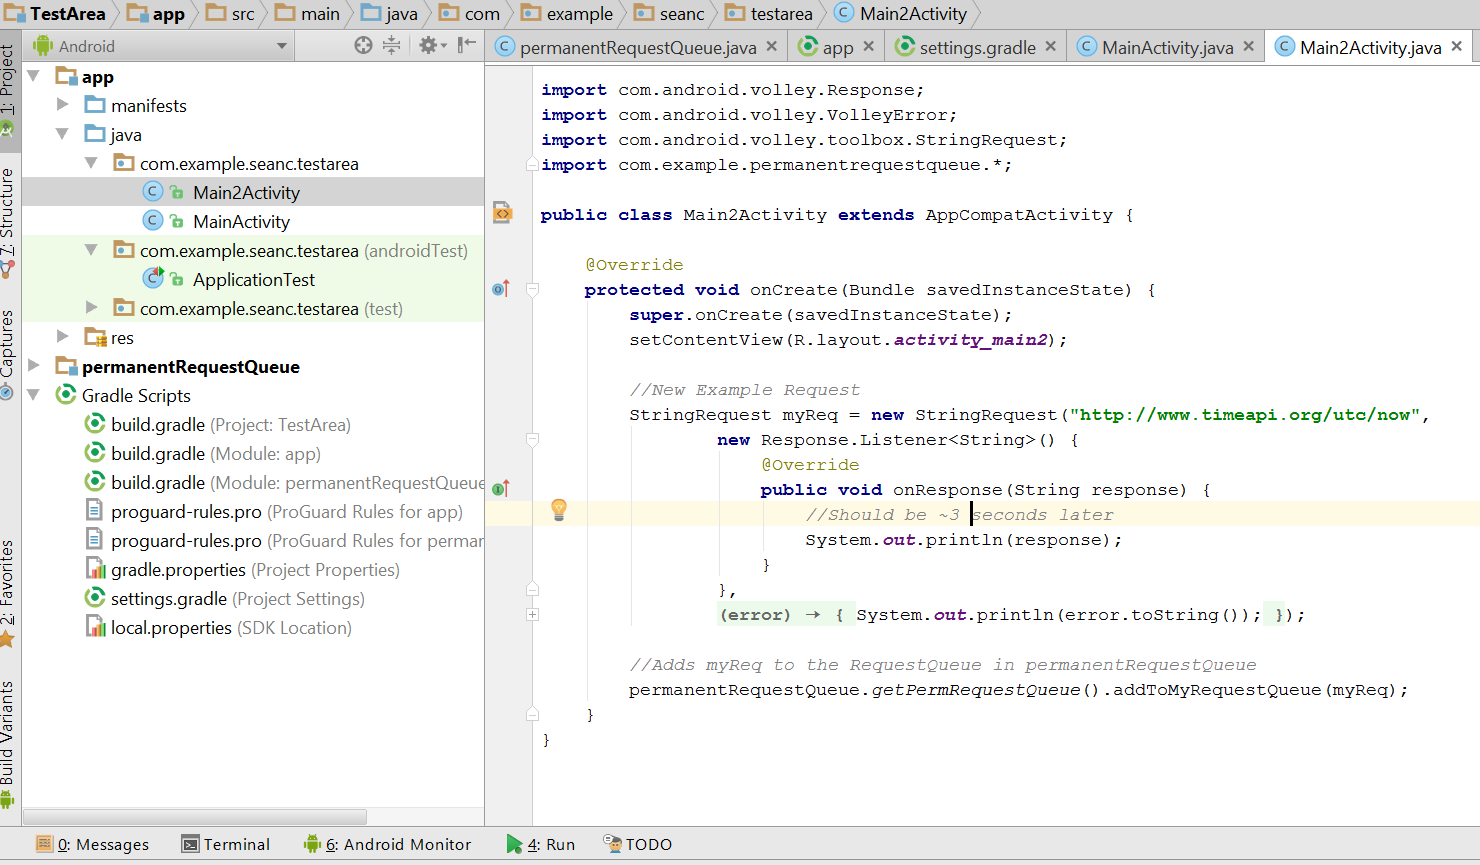 TestArea app src main java com example seanc testarea Main2Activity
1: Project
7: Structure
Captures
2: Favorites
Build Variants
Android
app
manifests
java
com.example.seanc.testarea
Main2Activity
MainActivity
com.example.seanc.testarea (androidTest)
ApplicationTest
com.example.seanc.testarea (test)
res
permanentRequestQueue
Gradle Scripts
build.gradle (Project: TestArea)
build.gradle (Module: app)
build.gradle (Module: permanentRequestQueue
proguard-rules.pro (ProGuard Rules for app)
proguard-rules.pro (ProGuard Rules for perman
gradle.properties (Project Properties)
settings.gradle (Project Settings)
local.properties (SDK Location)
permanentRequestQueue.java app settings.gradle MainActivity.java Main2Activity.java
import com.android.volley.Response;
import com.android.volley.VolleyError;
import com.android.volley.toolbox.StringRequest;
import com.example.permanentrequestqueue.*;
public class Main2Activity extends AppCompatActivity {
@Override
protected void onCreate(Bundle savedInstanceState) {
super.onCreate(savedInstanceState);
setContentView(R.layout.activity_main2);
//New Example Request
StringRequest myReq = new StringRequest("http://www.timeapi.org/utc/now",
new Response.Listener<String>() {
@Override
public void onResponse(String response) {
//Should be ~3 seconds later
System.out.println(response);
}
},
(error) → { System.out.println(error.toString()); });
//Adds myReq to the RequestQueue in permanentRequestQueue
permanentRequestQueue.getPermRequestQueue().addToMyRequestQueue(myReq);
}
}
0: Messages Terminal 6: Android Monitor 4: Run TODO